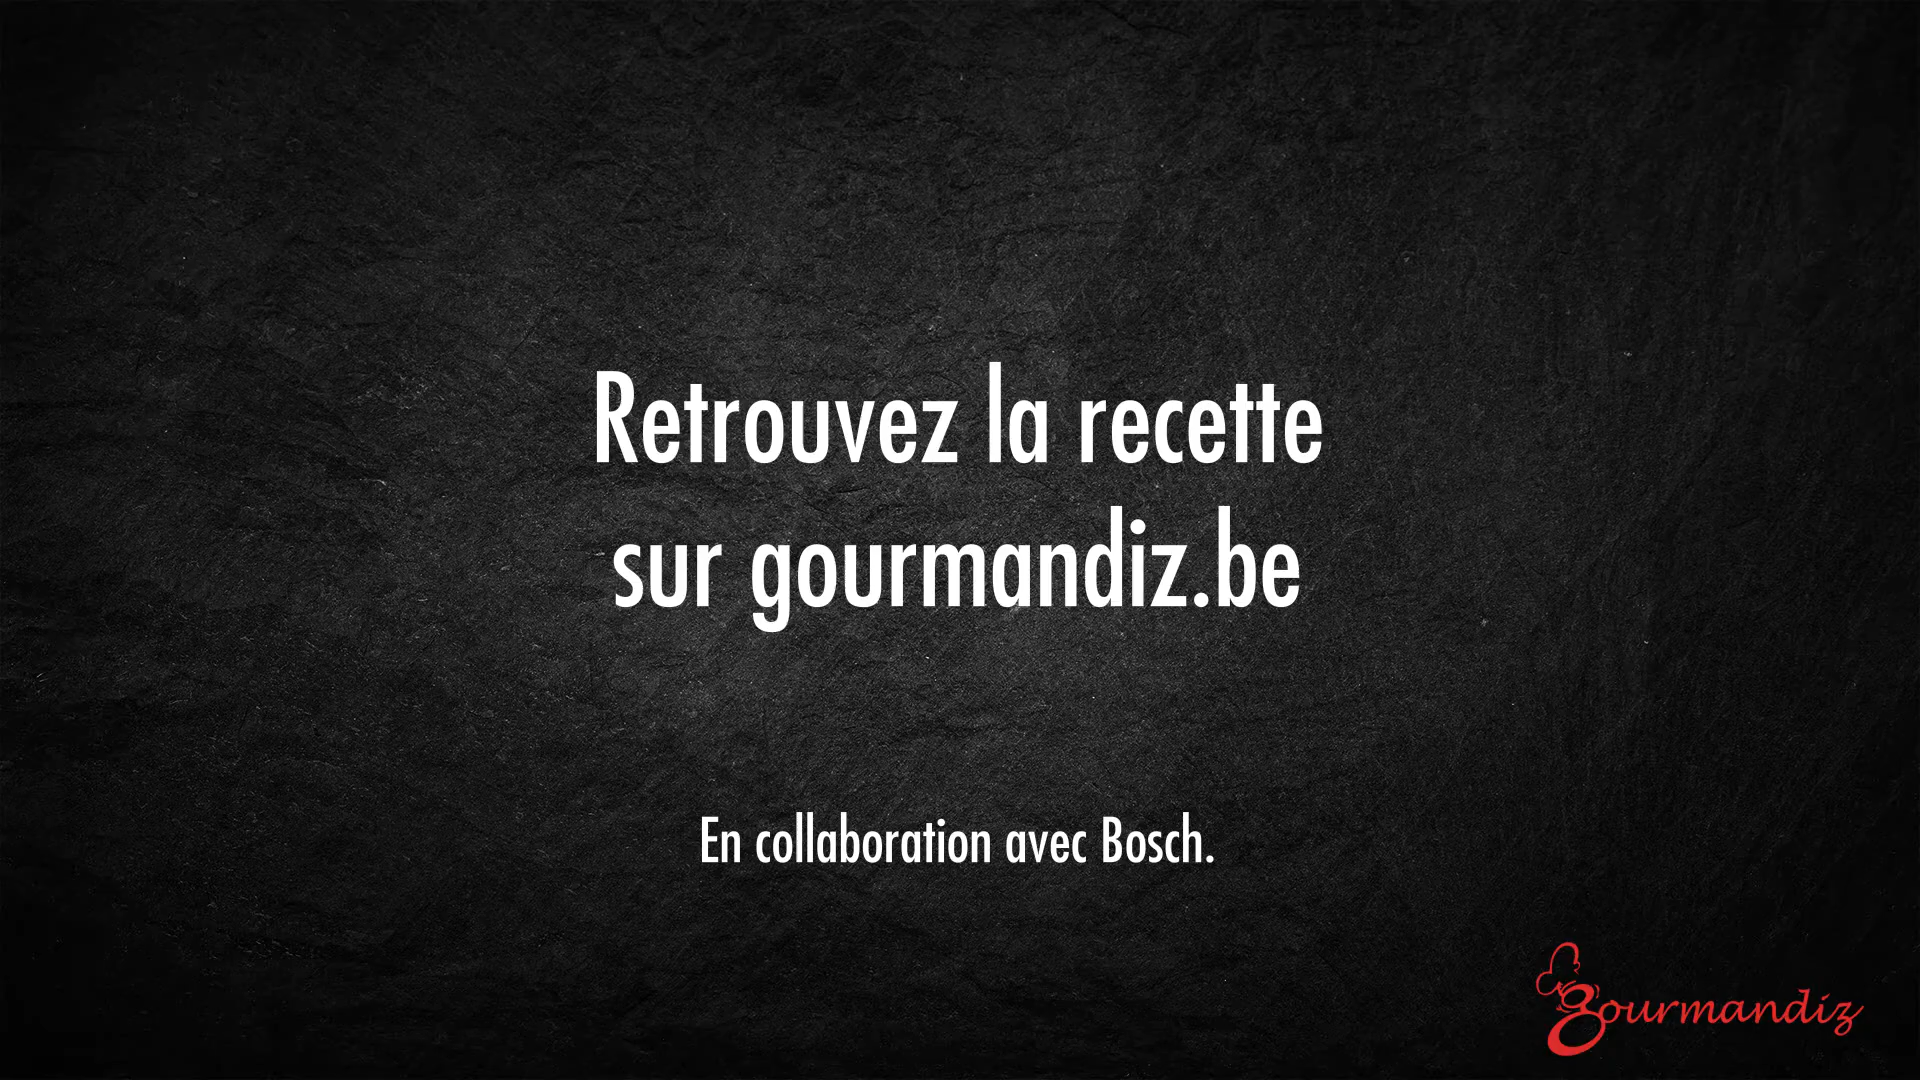 Retrouvez la recette
sur gourmandiz.be
En collaboration avec Bosch.
gourmandiz